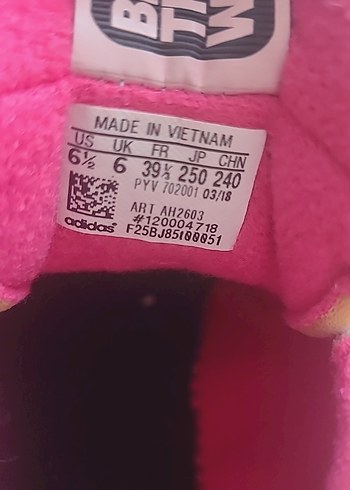 MADE IN VIETNAM
US UK FR JP CHN
6½ 6 39⅓ 250 240
PYV 702001 03/18
ART AH2603
#120004718
adidas F25BJ85t00051